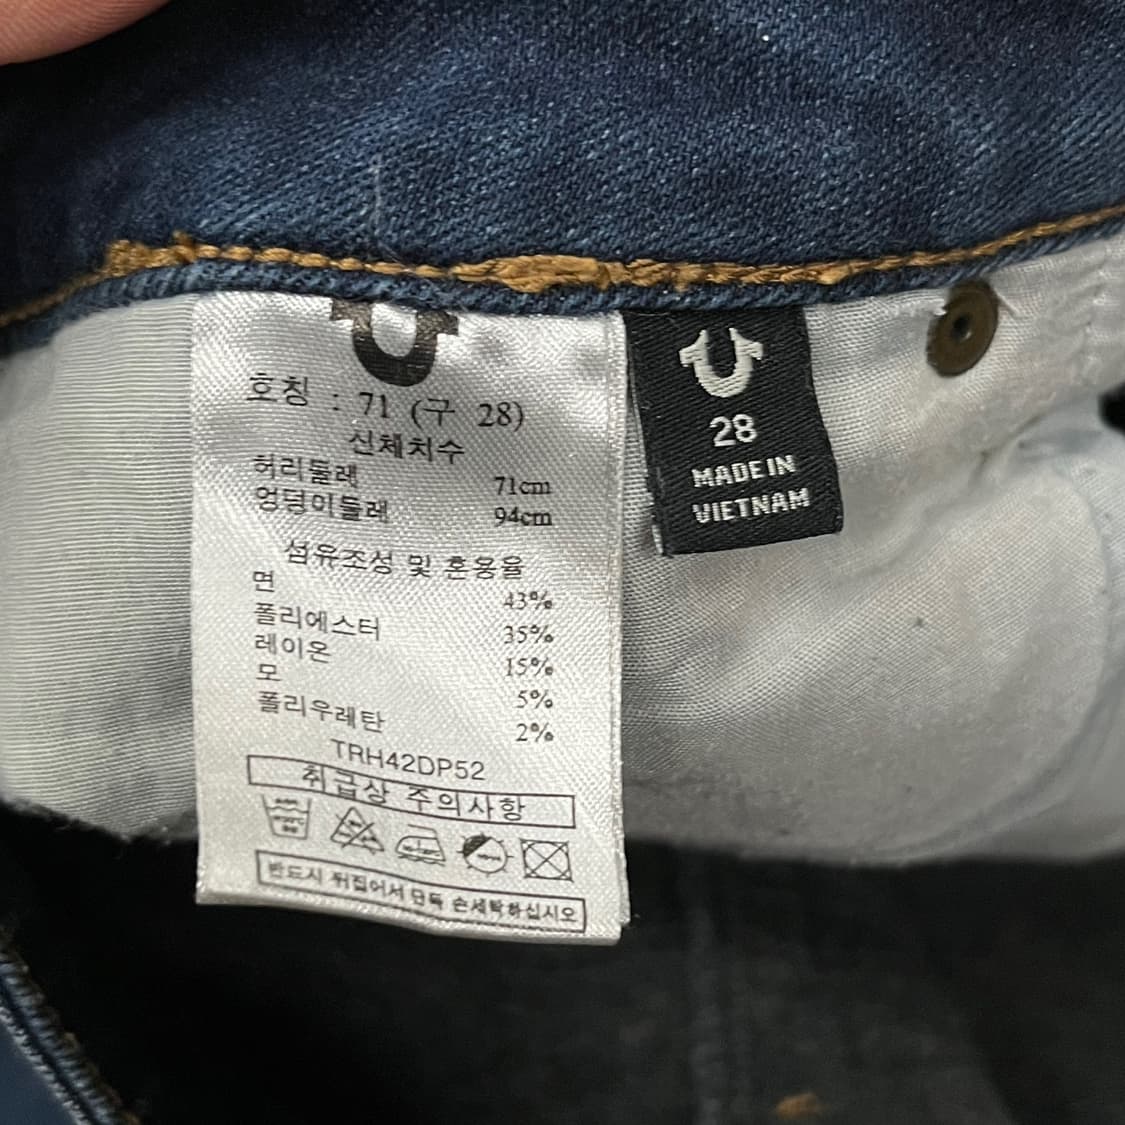 호칭 : 71 (구 28)
신체치수
허리둘레 71cm
엉덩이둘레 94cm
섬유조성 및 혼용율
면 43%
폴리에스터 35%
레이온 15%
모 5%
폴리우레탄 2%
TRH42DP52
취급상 주의사항
반드시 뒤집어서 단독 손세탁하십시오
28
MADE IN
VIETNAM